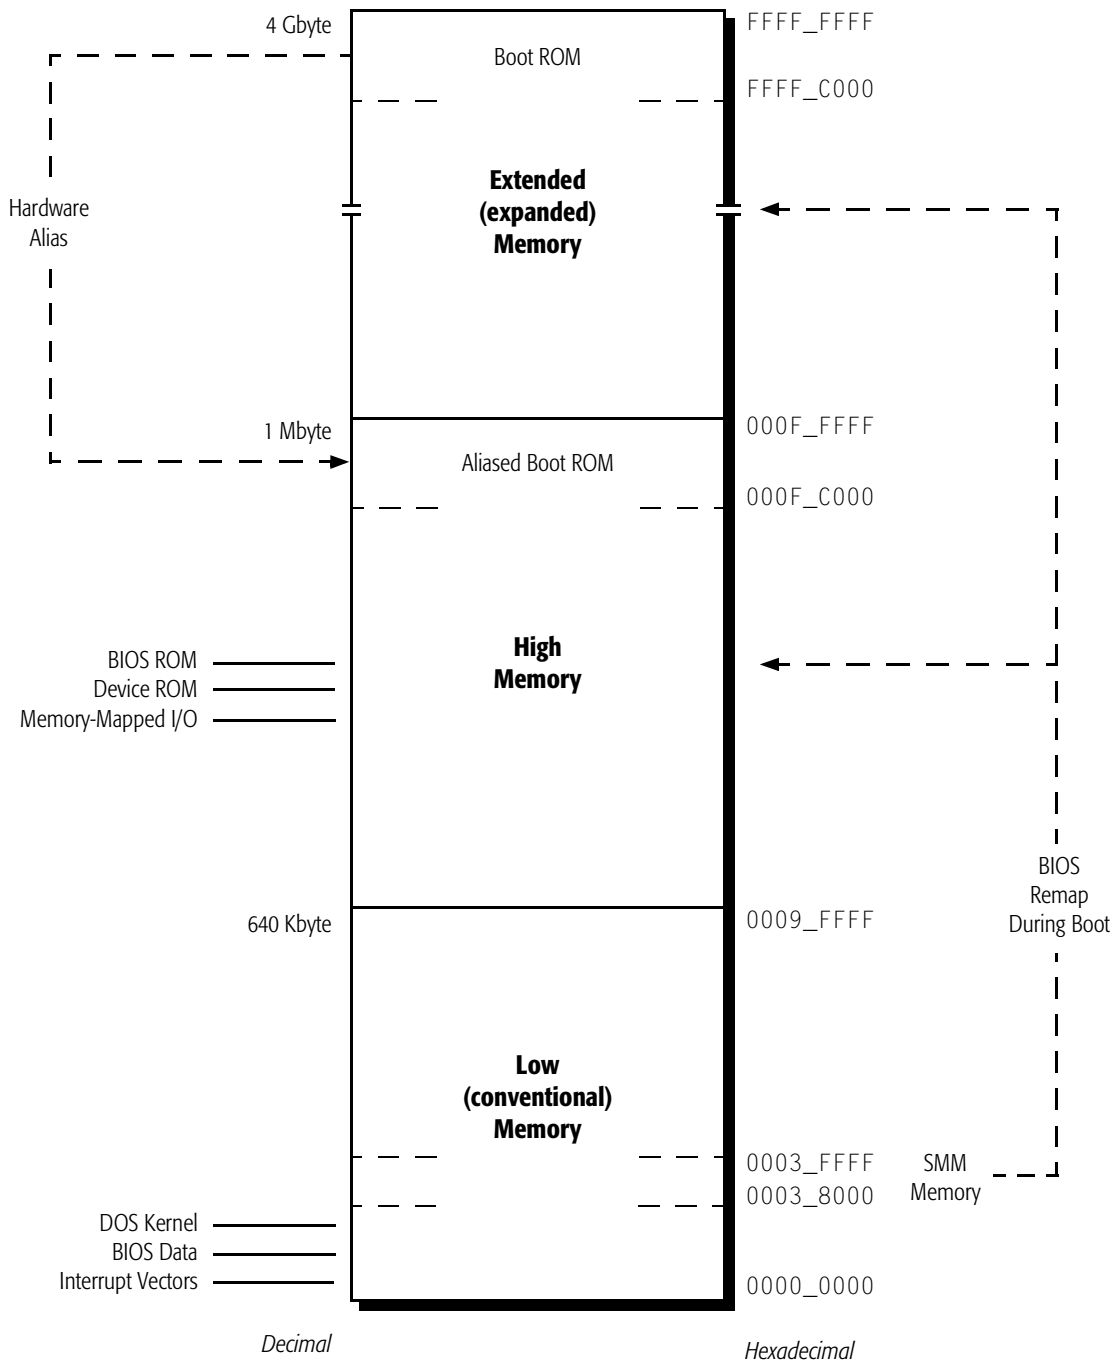 4 Gbyte
FFFF_FFFF
Boot ROM
FFFF_C000
Extended
(expanded)
Memory
Hardware
Alias
1 Mbyte
000F_FFFF
Aliased Boot ROM
000F_C000
High
Memory
BIOS ROM
Device ROM
Memory-Mapped I/O
BIOS
Remap
During Boot
640 Kbyte
0009_FFFF
Low
(conventional)
Memory
0003_FFFF
0003_8000
SMM
Memory
DOS Kernel
BIOS Data
Interrupt Vectors
0000_0000
Decimal
Hexadecimal